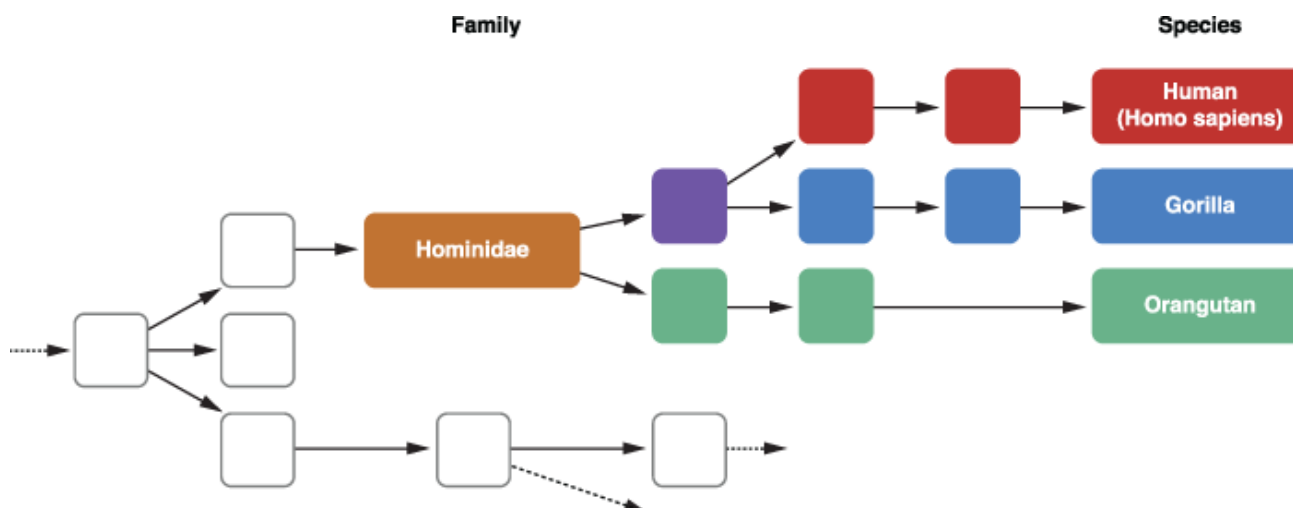 Family
Species
Human
(Homo sapiens)
Gorilla
Hominidae
Orangutan